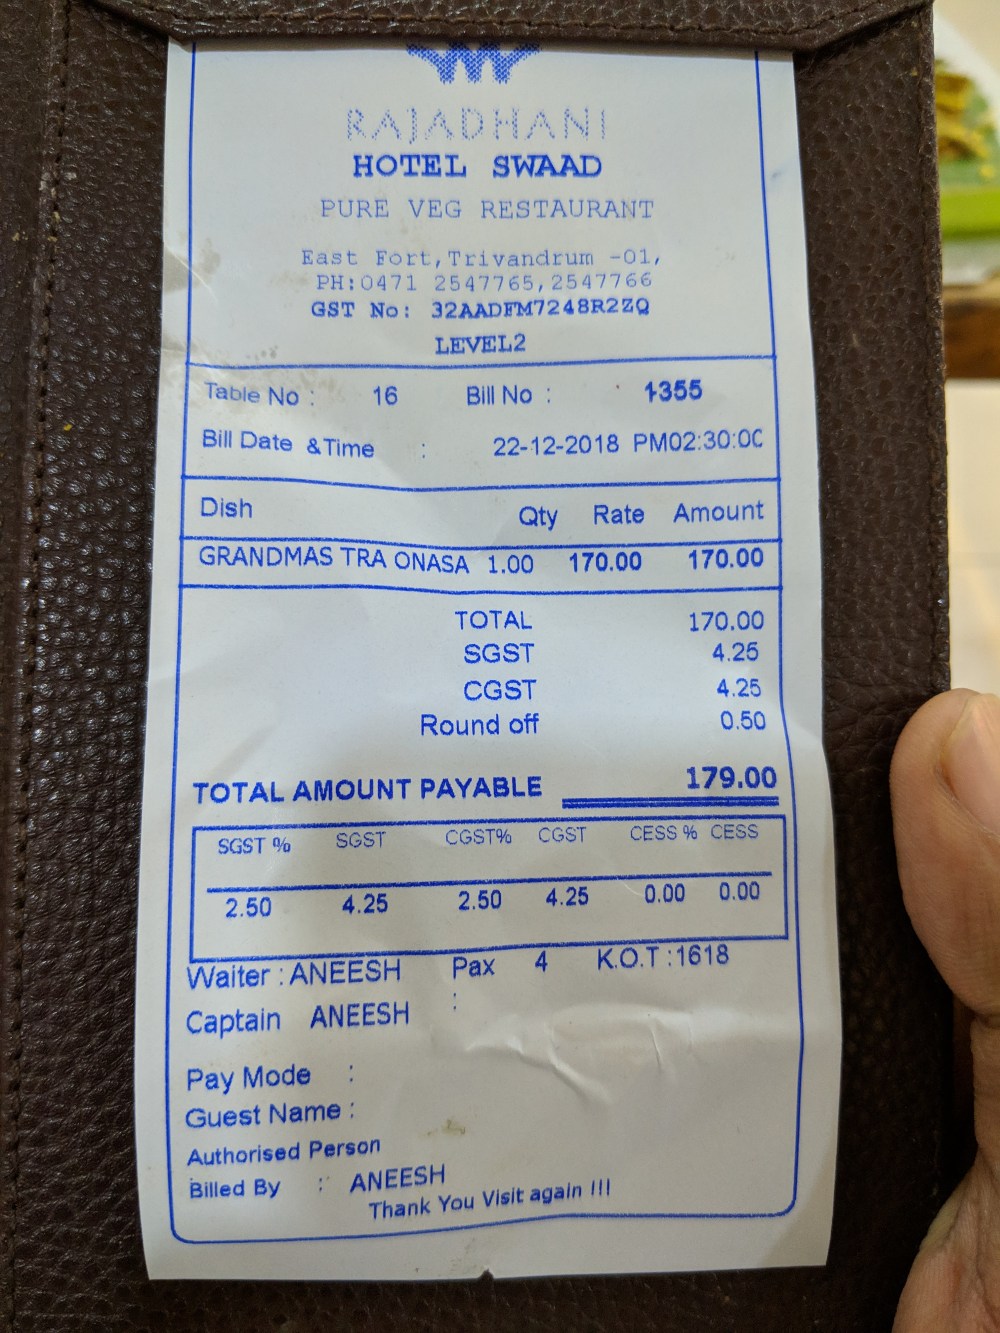 RAJADHANI
HOTEL SWAAD
PURE VEG RESTAURANT
East Fort, Trivandrum -01,
PH:0471 2547765, 2547766
GST No: 32AADFM7248R2ZQ
LEVEL2
Table No : 16 Bill No : 1355
Bill Date & Time : 22-12-2018 PM02:30:00
Dish Qty Rate Amount
GRANDMAS TRA ONASA 1.00 170.00 170.00
TOTAL 170.00
SGST 4.25
CGST 4.25
Round off 0.50
TOTAL AMOUNT PAYABLE 179.00
SGST % SGST CGST% CGST CESS % CESS
2.50 4.25 2.50 4.25 0.00 0.00
Waiter : ANEESH Pax 4 K.O.T :1618
Captain ANEESH :
Pay Mode :
Guest Name :
Authorised Person
Billed By : ANEESH
Thank You Visit again !!!